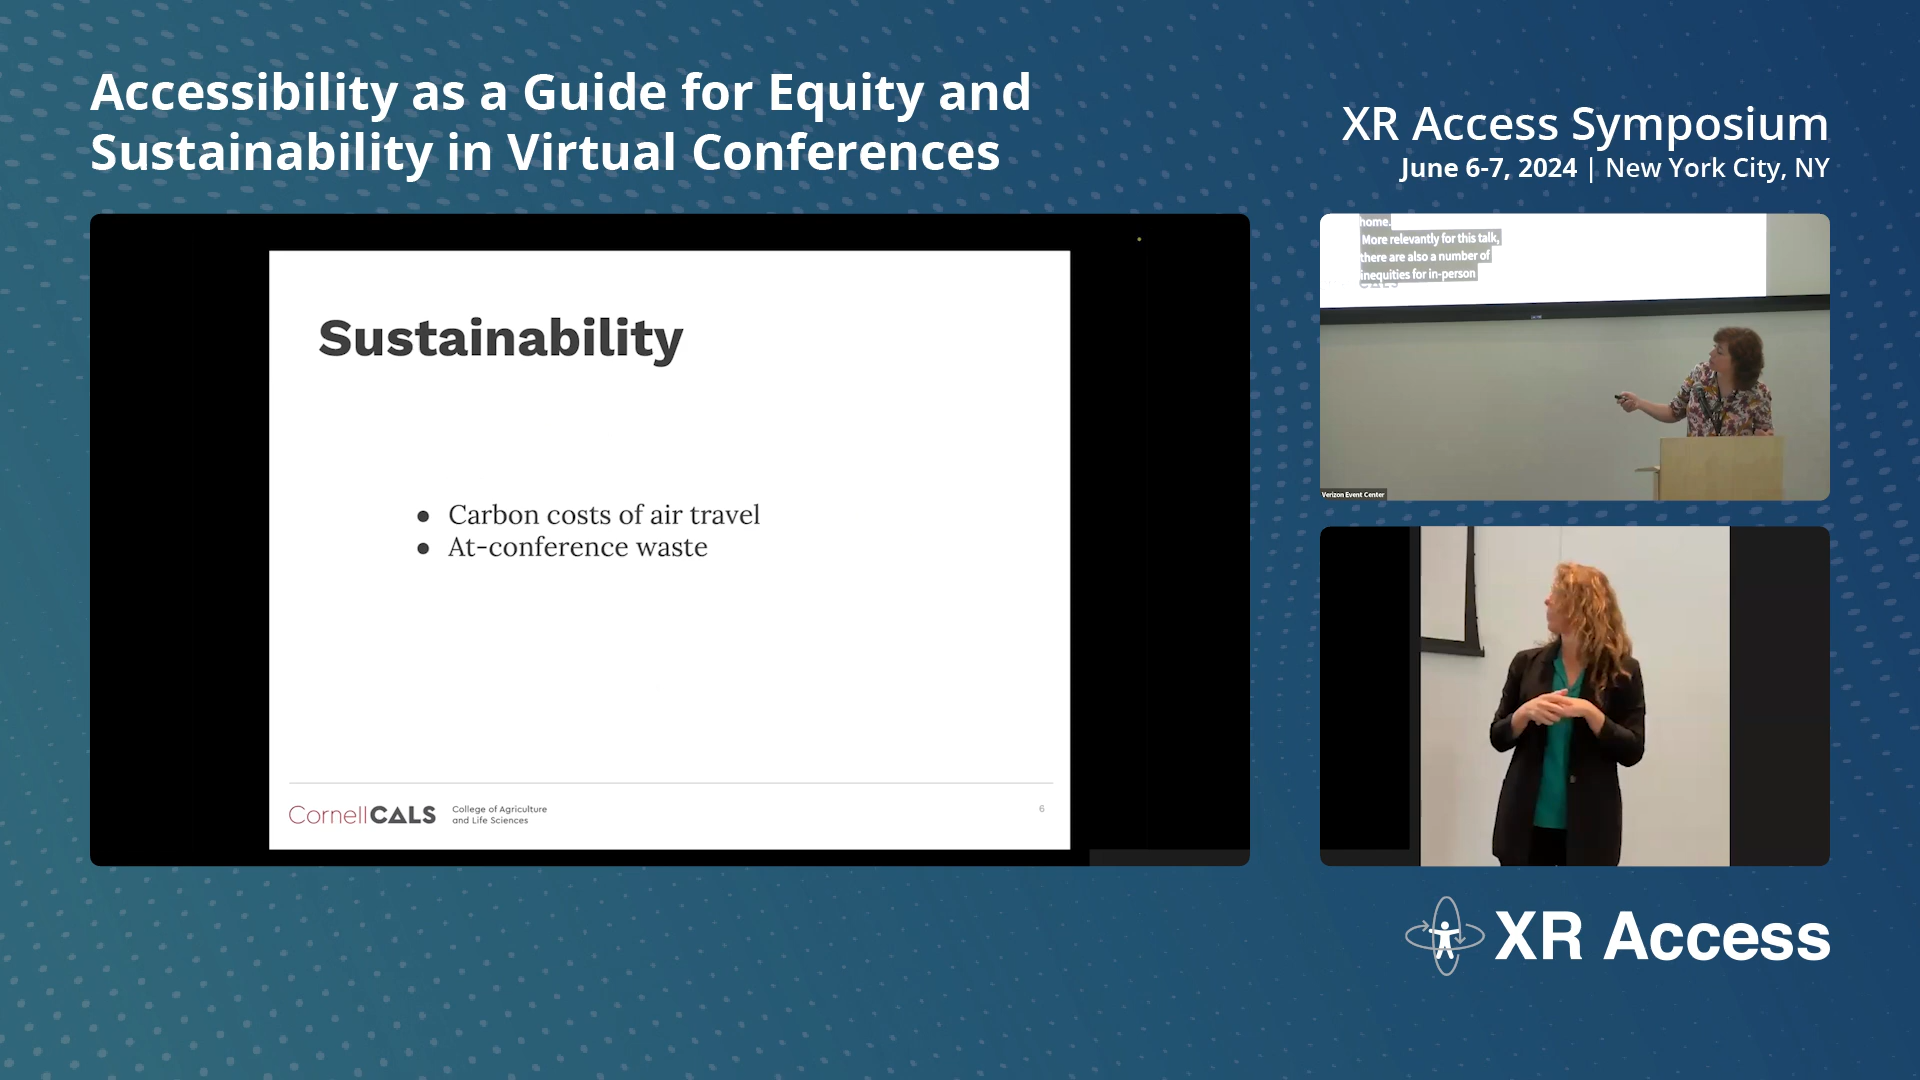 Accessibility as a Guide for Equity and
Sustainability in Virtual Conferences
XR Access Symposium
June 6-7, 2024 | New York City, NY
Sustainability
● Carbon costs of air travel
● At-conference waste
CornellCALS
College of Agriculture
and Life Sciences
6
home.
More relevantly for this talk,
there are also a number of
inequities for in-person
CALS
Verizon Event Center
XR Access